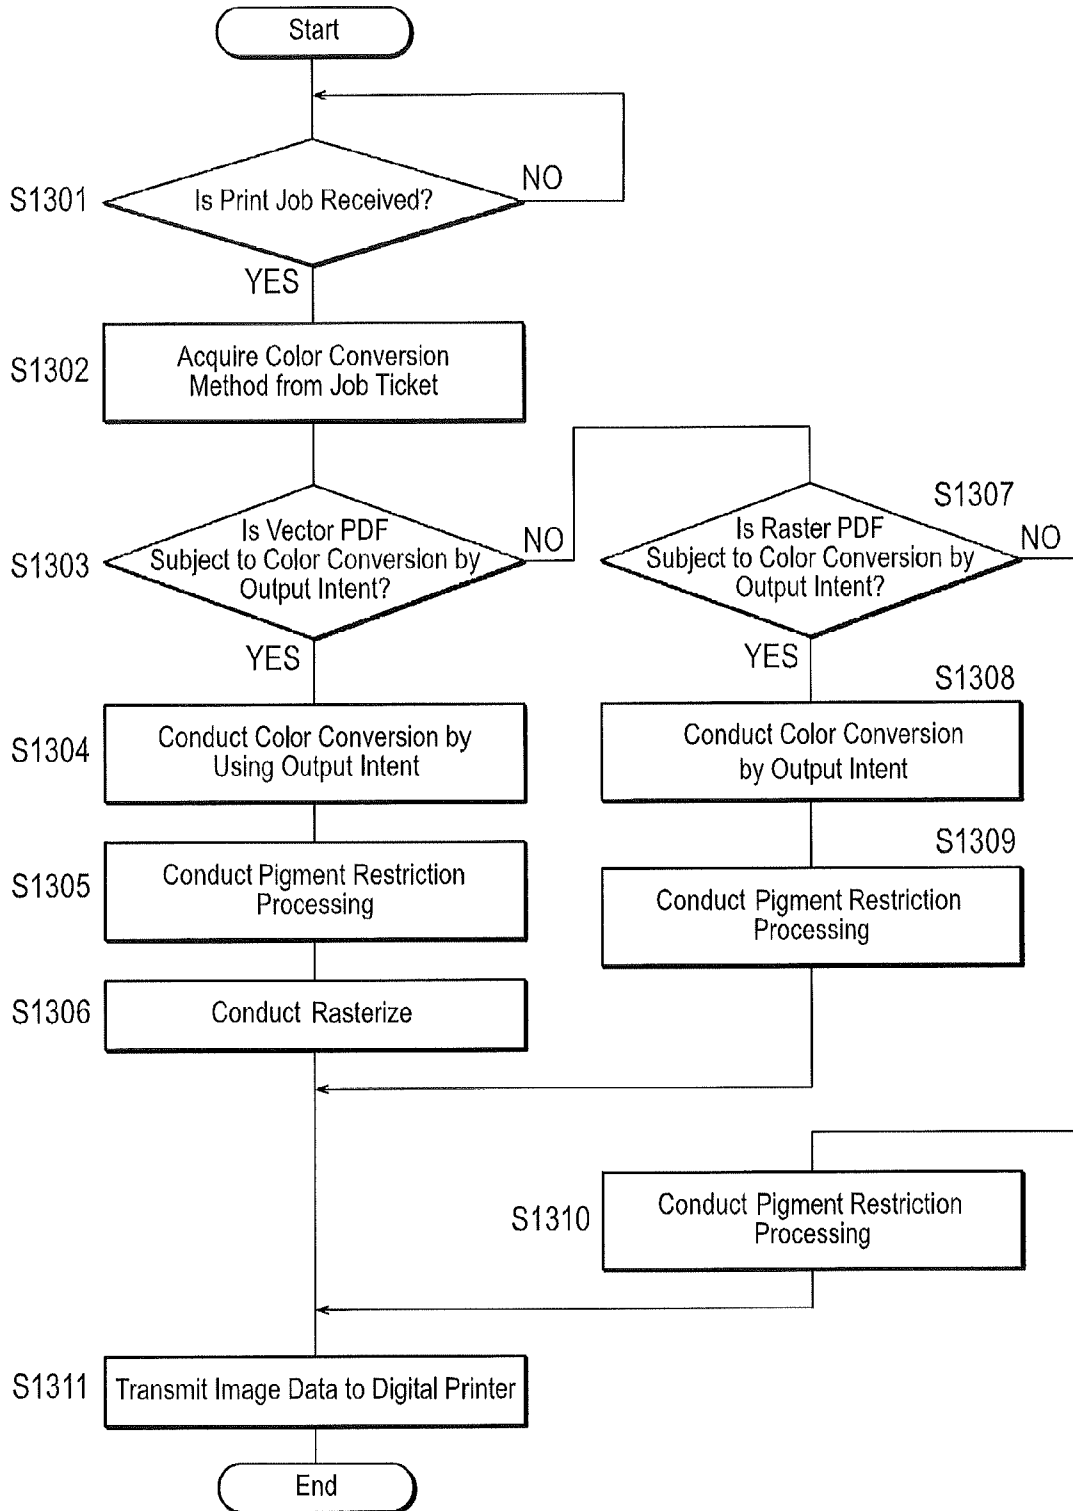 Start
S1301
Is Print Job Received?
NO
YES
S1302
Acquire Color Conversion
Method from Job Ticket
S1303
Is Vector PDF
Subject to Color Conversion by
Output Intent?
NO
YES
S1307
Is Raster PDF
Subject to Color Conversion by
Output Intent?
NO
YES
S1304
Conduct Color Conversion by
Using Output Intent
S1308
Conduct Color Conversion
by Output Intent
S1305
Conduct Pigment Restriction
Processing
S1309
Conduct Pigment Restriction
Processing
S1306
Conduct Rasterize
S1310
Conduct Pigment Restriction
Processing
S1311
Transmit Image Data to Digital Printer
End